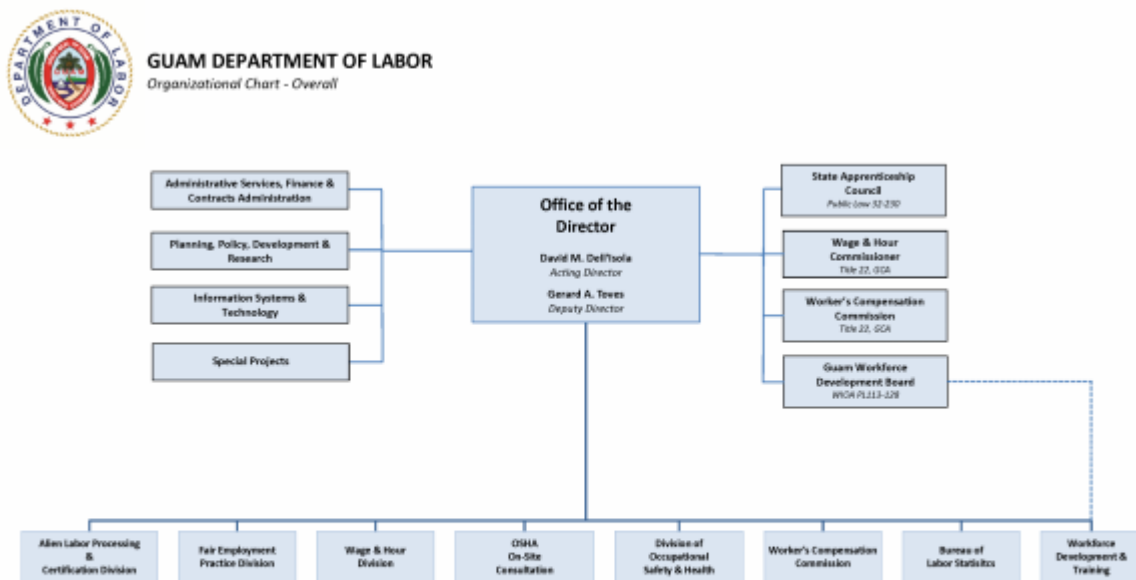 DEPARTMENT OF LABOR
GUAM DEPARTMENT OF LABOR
Organizational Chart - Overall
Administrative Services, Finance &
Contracts Administration
Planning, Policy, Development &
Research
Information Systems &
Technology
Special Projects
Office of the
Director
David M. Dell'Isola
Acting Director
Gerard A. Toves
Deputy Director
State Apprenticeship
Council
Public Law 32-230
Wage & Hour
Commissioner
Title 22, GCA
Worker's Compensation
Commission
Title 22, GCA
Guam Workforce
Development Board
WIOA PL113-128
Alien Labor Processing
&
Certification Division
Fair Employment
Practice Division
Wage & Hour
Division
OSHA
On-Site
Consultation
Division of
Occupational
Safety & Health
Worker's Compensation
Commission
Bureau of
Labor Statisitcs
Workforce
Development &
Training